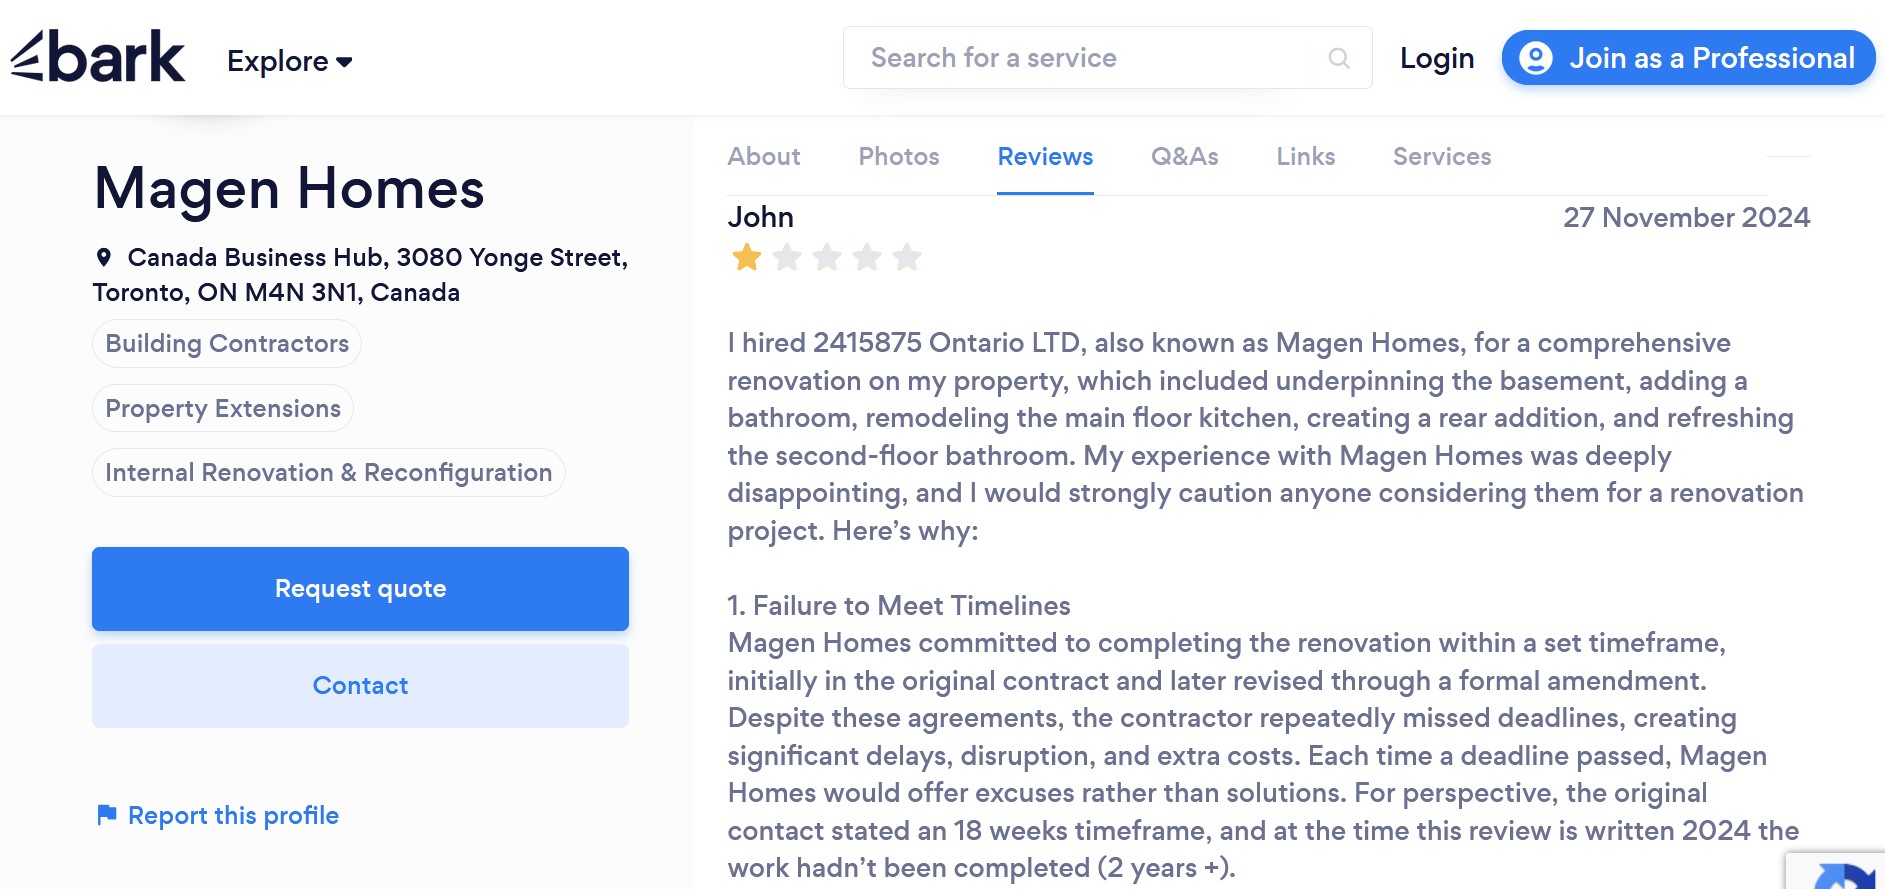 bark
Explore
Search for a service
Login
Join as a Professional
Magen Homes
Canada Business Hub, 3080 Yonge Street,
Toronto, ON M4N 3N1, Canada
Building Contractors
Property Extensions
Internal Renovation & Reconfiguration
Request quote
Contact
Report this profile
About
Photos
Reviews
Q&As
Links
Services
John
27 November 2024
I hired 2415875 Ontario LTD, also known as Magen Homes, for a comprehensive
renovation on my property, which included underpinning the basement, adding a
bathroom, remodeling the main floor kitchen, creating a rear addition, and refreshing
the second-floor bathroom. My experience with Magen Homes was deeply
disappointing, and I would strongly caution anyone considering them for a renovation
project. Here’s why:
1. Failure to Meet Timelines
Magen Homes committed to completing the renovation within a set timeframe,
initially in the original contract and later revised through a formal amendment.
Despite these agreements, the contractor repeatedly missed deadlines, creating
significant delays, disruption, and extra costs. Each time a deadline passed, Magen
Homes would offer excuses rather than solutions. For perspective, the original
contact stated an 18 weeks timeframe, and at the time this review is written 2024 the
work hadn’t been completed (2 years +).